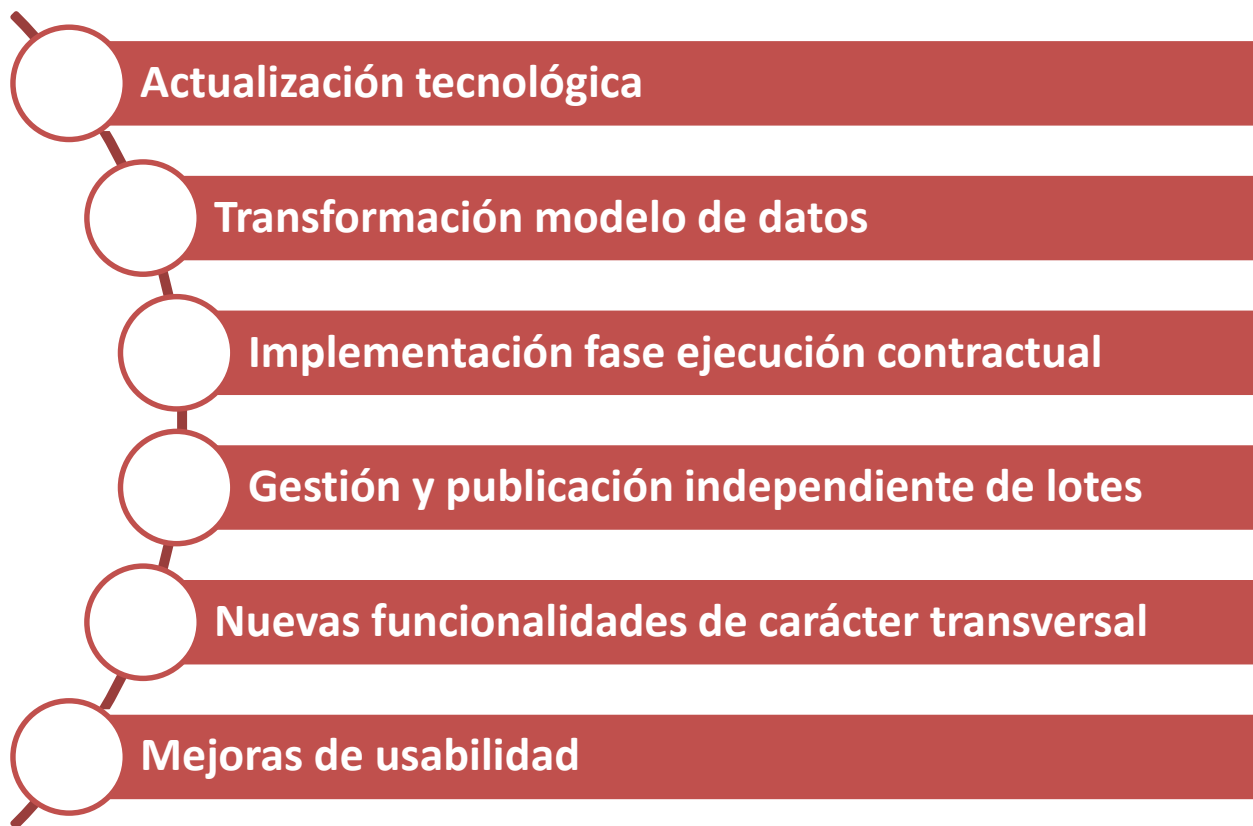 Actualización tecnológica
Transformación modelo de datos
Implementación fase ejecución contractual
Gestión y publicación independiente de lotes
Nuevas funcionalidades de carácter transversal
Mejoras de usabilidad